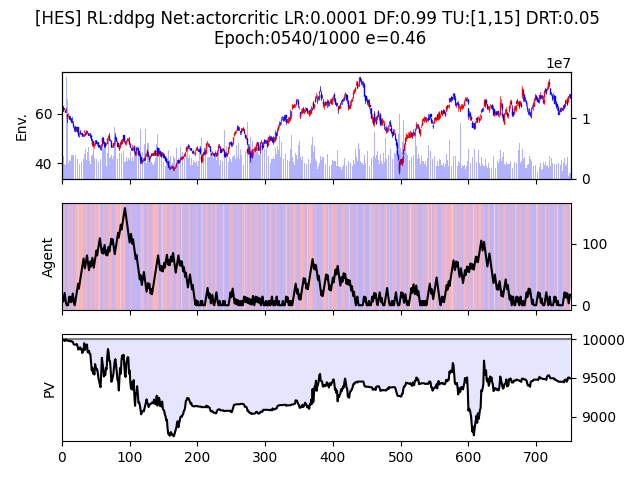 [HES] RL:ddpg Net:actorcritic LR:0.0001 DF:0.99 TU:[1,15] DRT:0.05
Epoch:0540/1000 e=0.46
1e7
Env.
60
40
1
0
Agent
100
0
PV
10000
9500
9000
0 100 200 300 400 500 600 700